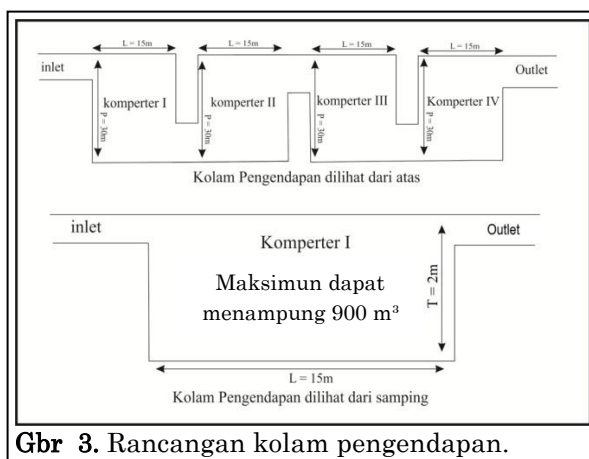 L = 15m L = 15m L = 15m L = 15m
inlet Outlet
komperter I komperter II komperter III Komperter IV
P = 30m P = 30m P = 30m P = 30m
Kolam Pengendapan dilihat dari atas
inlet Outlet
Komperter I
Maksimun dapat
menampung 900 m³
T = 2m
L = 15m
Kolam Pengendapan dilihat dari samping
Gbr 3. Rancangan kolam pengendapan.